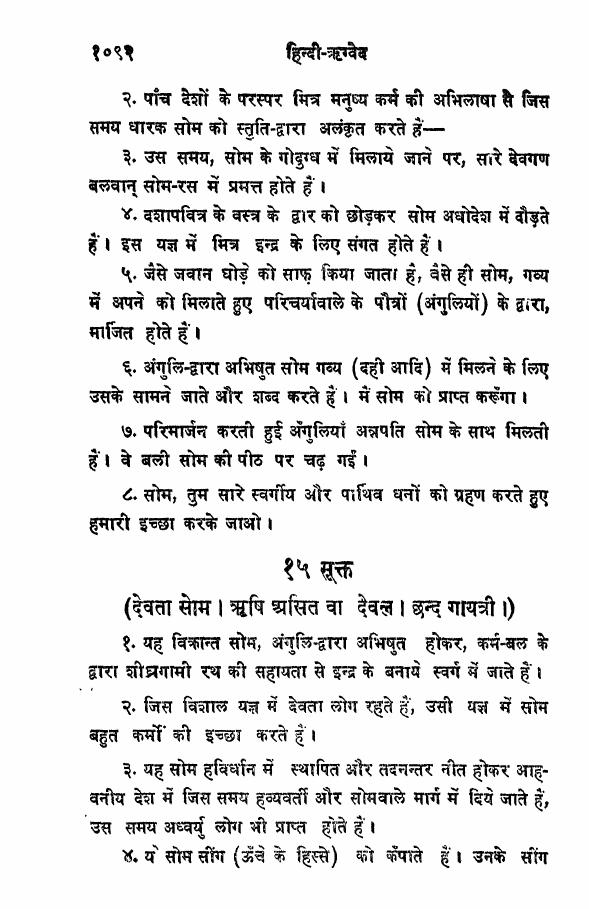 १०९२ हिन्दी-ऋग्वेद
२. पाँच देशों के परस्पर मित्र मनुष्य कर्म की अभिलाषा से जिस
समय धारक सोम को स्तुति-द्वारा अलंकृत करते हैं—
३. उस समय, सोम के गोदुग्ध में मिलाये जाने पर, सारे देवगण
बलवान् सोम-रस में प्रमत्त होते हैं।
४. दशापवित्र के वस्त्र के द्वार को छोड़कर सोम अधोदेश में दौड़ते
हैं। इस यज्ञ में मित्र इन्द्र के लिए संगत होते हैं।
५. जैसे जवान घोड़े को साफ़ किया जाता है, वैसे ही सोम, गव्य
में अपने को मिलाते हुए परिचर्यावाले के पौत्रों (अंगुलियों) के द्वारा,
मार्जित होते हैं।
६. अंगुलि-द्वारा अभिषुत सोम गव्य (दही आदि) में मिलने के लिए
उसके सामने जाते और शब्द करते हैं। मैं सोम को प्राप्त करूँगा।
७. परिमार्जन करती हुई अँगुलियाँ अन्नपति सोम के साथ मिलती
हैं। वे बली सोम की पीठ पर चढ़ गईं।
८. सोम, तुम सारे स्वर्गीय और पार्थिव धनों को ग्रहण करते हुए
हमारी इच्छा करके जाओ।
१५ सूक्त
(देवता सोम। ऋषि असित वा देवल। छन्द गायत्री।)
१. यह विक्रान्त सोम, अंगुलि-द्वारा अभिषुत होकर, कर्म-बल के
द्वारा शीघ्रगामी रथ की सहायता से इन्द्र के बनाये स्वर्ग में जाते हैं।
२. जिस विशाल यज्ञ में देवता लोग रहते हैं, उसी यज्ञ में सोम
बहुत कर्मों की इच्छा करते हैं।
३. यह सोम हविर्धान में स्थापित और तदनन्तर नीत होकर आह-
वनीय देश में जिस समय हव्यवर्ती और सोमवाले मार्ग में दिये जाते हैं,
उस समय अध्वर्यु लोग भी प्राप्त होते हैं।
४. ये सोम सींग (ऊँचे के हिस्से) को कँपाते हैं। उनके सींग